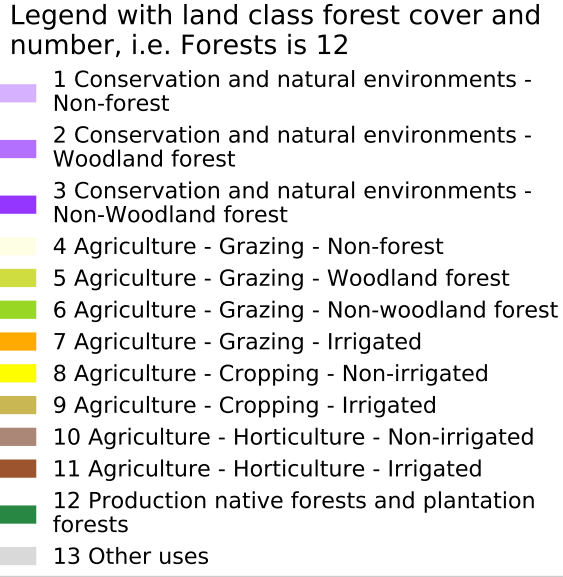 Legend with land class forest cover and
number, i.e. Forests is 12
1 Conservation and natural environments -
Non-forest
2 Conservation and natural environments -
Woodland forest
3 Conservation and natural environments -
Non-Woodland forest
4 Agriculture - Grazing - Non-forest
5 Agriculture - Grazing - Woodland forest
6 Agriculture - Grazing - Non-woodland forest
7 Agriculture - Grazing - Irrigated
8 Agriculture - Cropping - Non-irrigated
9 Agriculture - Cropping - Irrigated
10 Agriculture - Horticulture - Non-irrigated
11 Agriculture - Horticulture - Irrigated
12 Production native forests and plantation
forests
13 Other uses